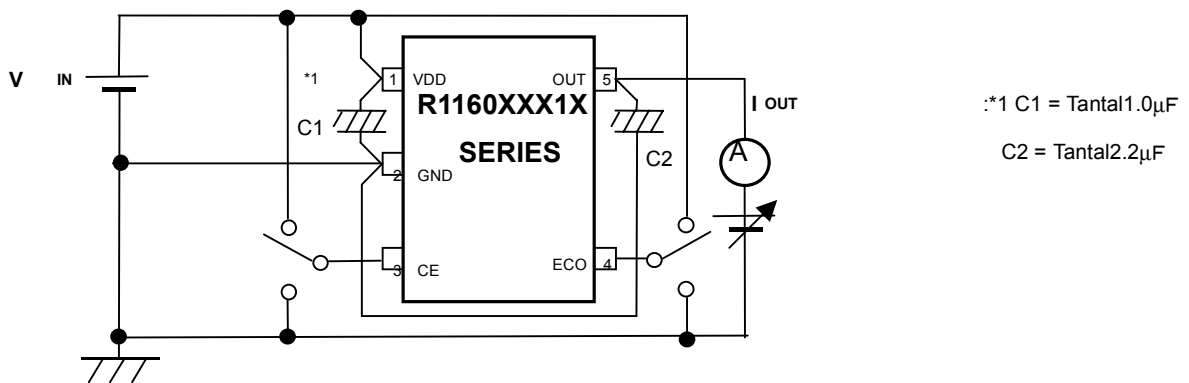 V IN
*1
C1
1 VDD
OUT 5
R1160XXX1X
SERIES
2 GND
C2
3 CE
ECO 4
I OUT
A
:*1 C1 = Tantal1.0μF
C2 = Tantal2.2μF